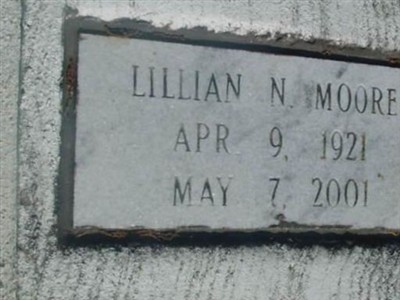 LILLIAN N. MOORE
APR. 9, 1921
MAY 7, 2001